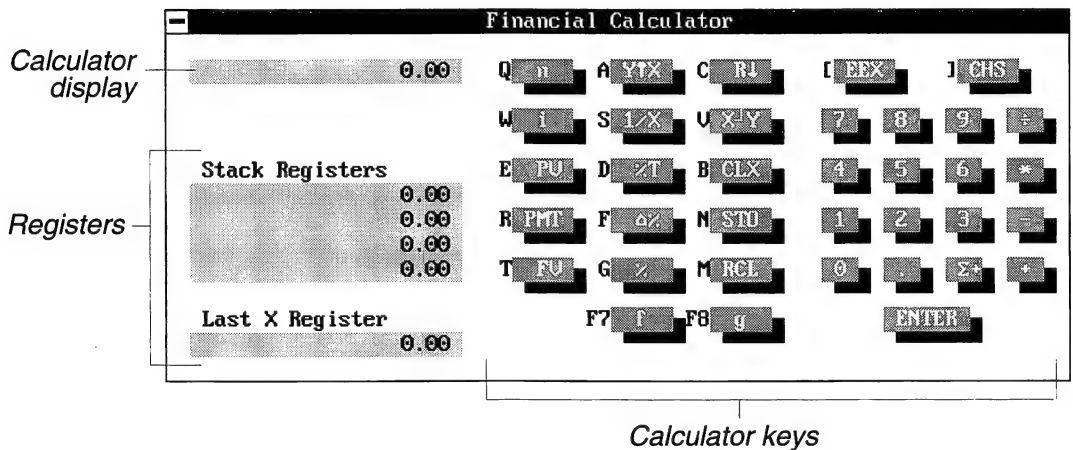 Financial Calculator
Calculator display
0.00
Q n A Y↑X C R↓ [ EEX ] CHS
W i S 1/X V X↲Y 7 8 9 ÷
Registers
Stack Registers
0.00
0.00
0.00
0.00
E PV D %T B CLX 4 5 6 *
R PMT F △% N STO 1 2 3 -
T FV G % M RCL 0 . Σ+ +
Last X Register
0.00
F7 f F8 g ENTER
Calculator keys